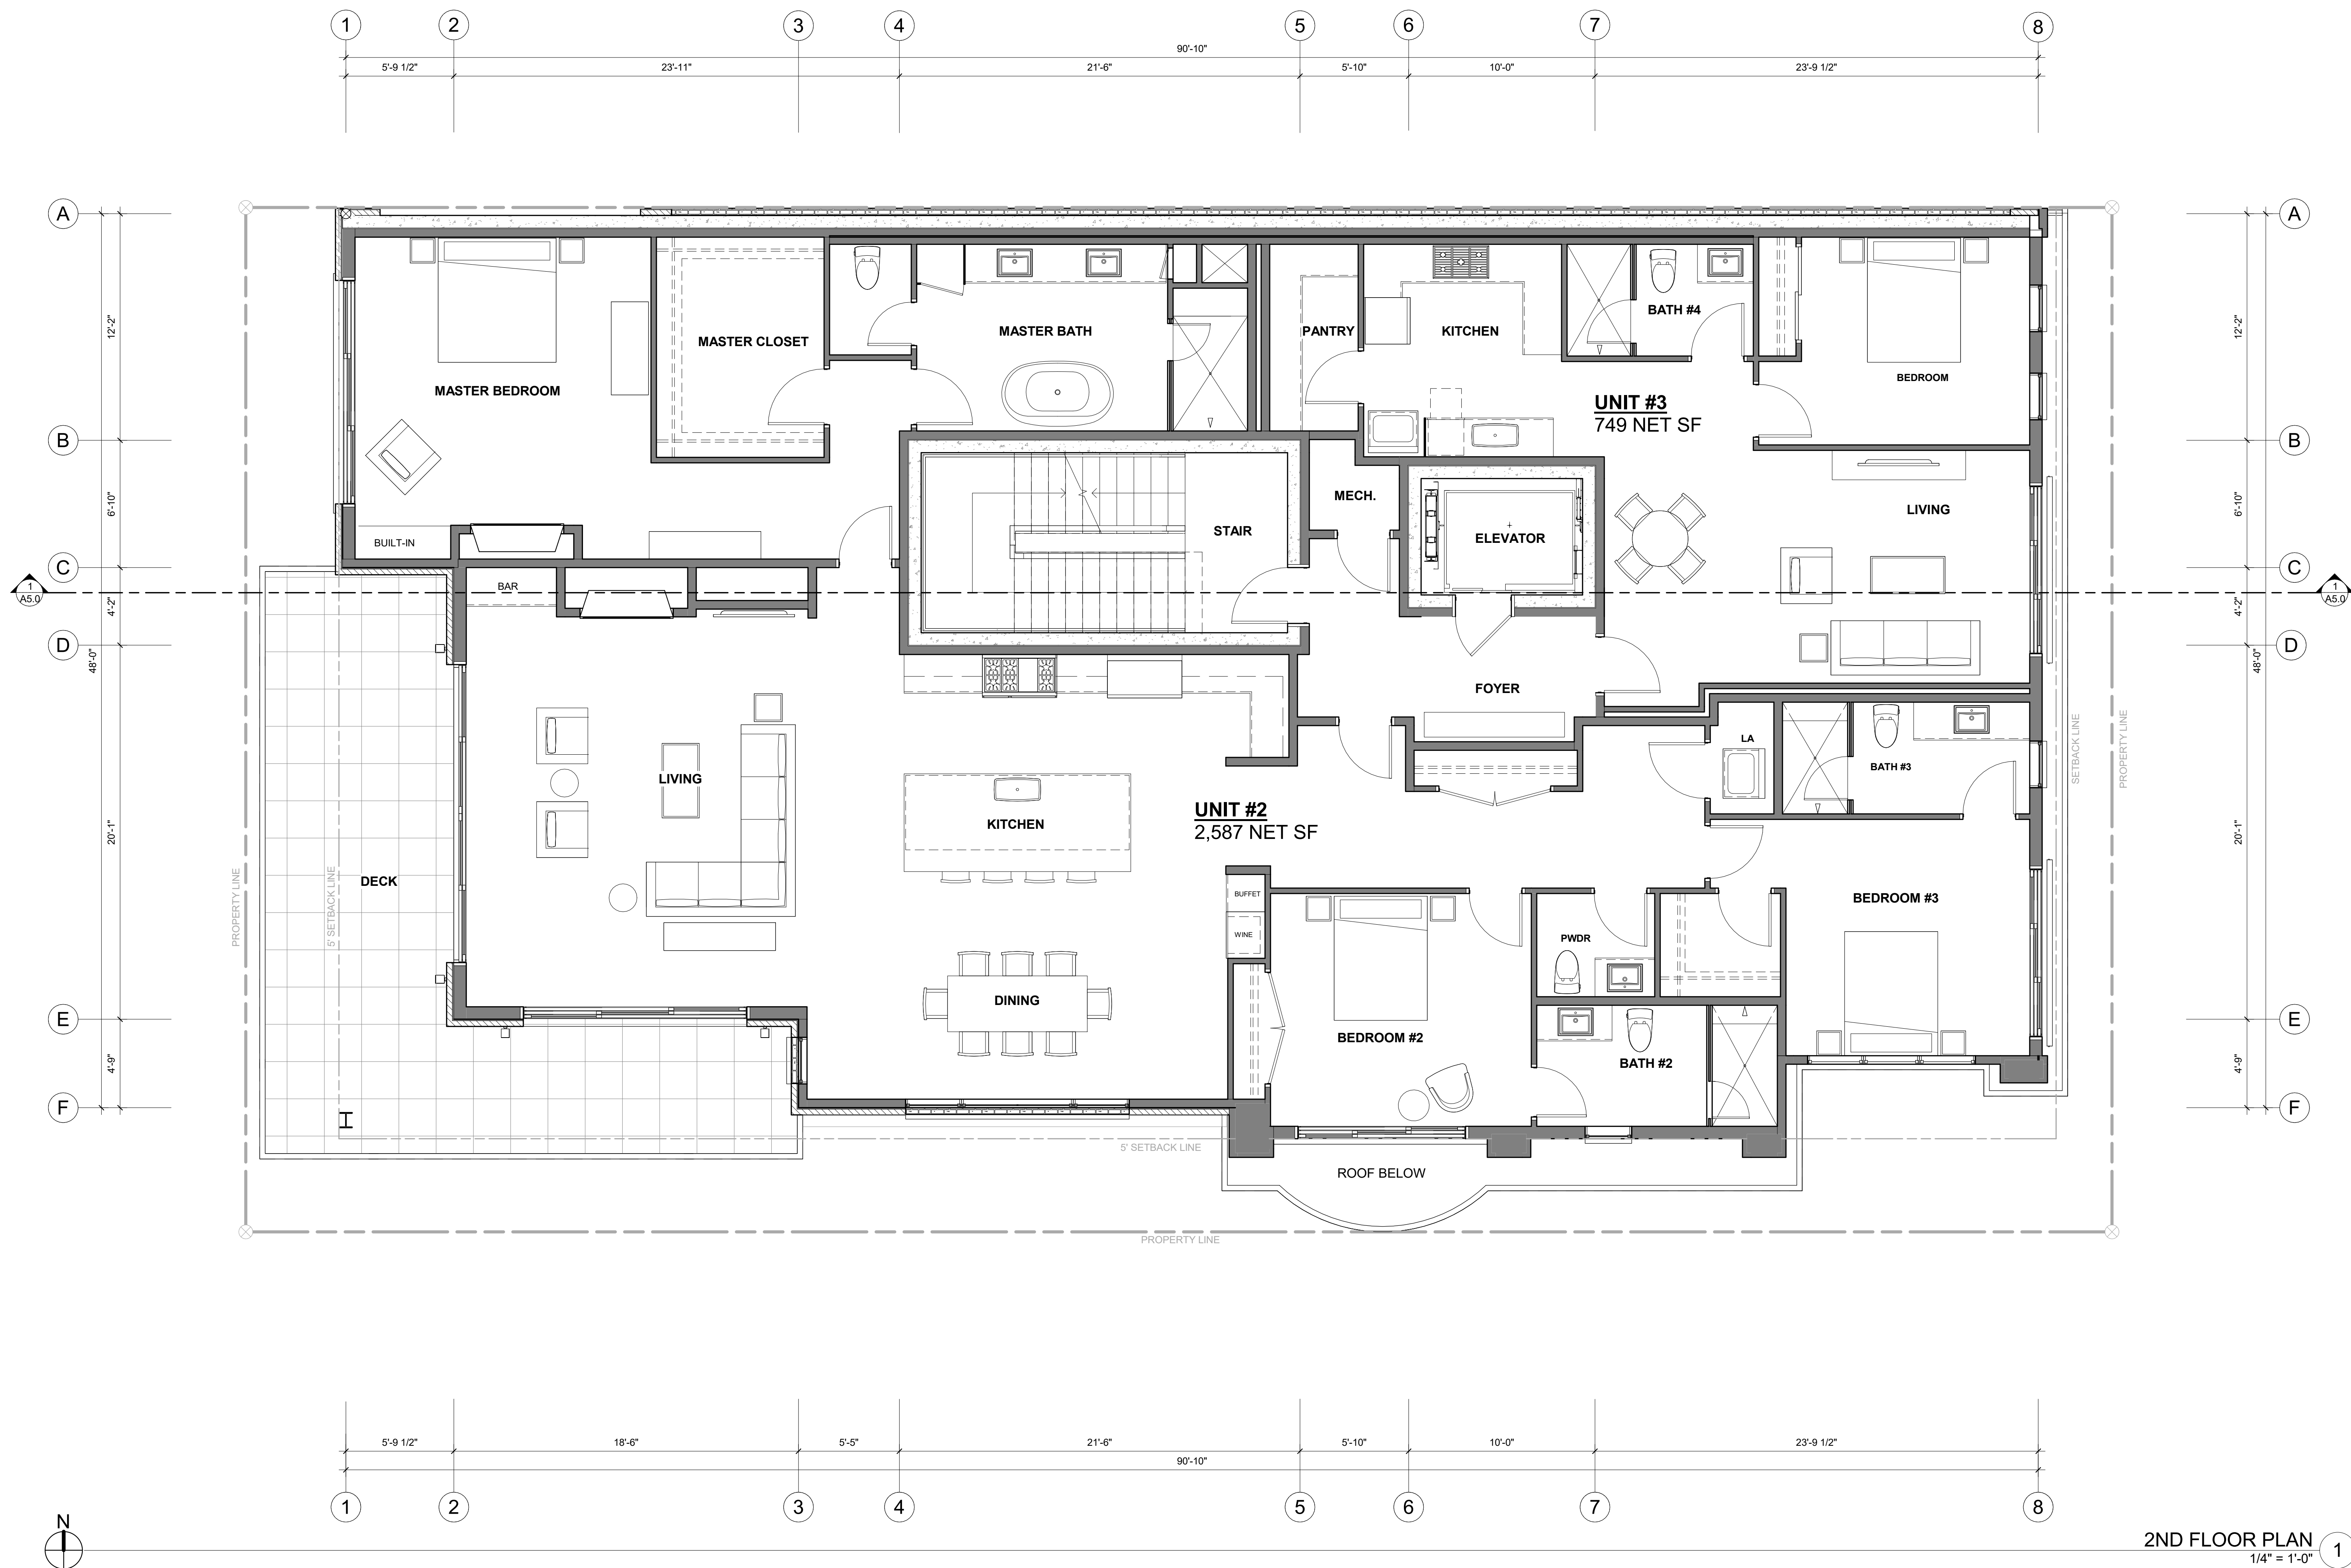 1 2 3 4 5 6 7 8
90'-10"
5'-9 1/2" 23'-11" 21'-6" 5'-10" 10'-0" 23'-9 1/2"
A A
12'-2" 12'-2"
B B
6'-10" 6'-10"
C C
4'-2" 4'-2"
D D
48'-0" 48'-0"
20'-1" 20'-1"
E E
4'-9" 4'-9"
F F
1
A5.0
1
A5.0
MASTER BEDROOM
MASTER CLOSET
MASTER BATH
PANTRY
KITCHEN
BATH #4
BEDROOM
UNIT #3
749 NET SF
BUILT-IN
BAR
STAIR
MECH.
ELEVATOR
LIVING
FOYER
LIVING
KITCHEN
UNIT #2
2,587 NET SF
LA
BATH #3
DECK
BUFFET
WINE
PWDR
BEDROOM #3
DINING
BEDROOM #2
BATH #2
ROOF BELOW
PROPERTY LINE
5' SETBACK LINE
SETBACK LINE
PROPERTY LINE
5' SETBACK LINE
PROPERTY LINE
5'-9 1/2" 18'-6" 5'-5" 21'-6" 5'-10" 10'-0" 23'-9 1/2"
90'-10"
1 2 3 4 5 6 7 8
N
2ND FLOOR PLAN
1/4" = 1'-0"
1